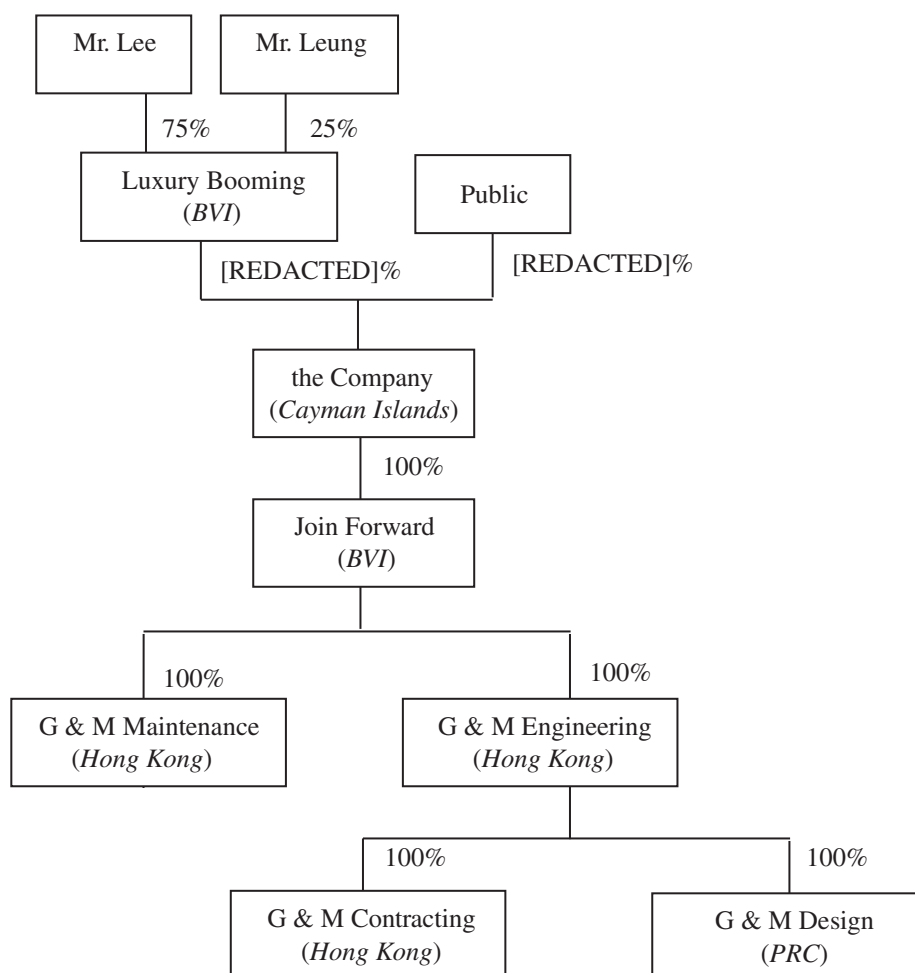 Mr. Lee
Mr. Leung
75%
25%
Luxury Booming
(BVI)
Public
[REDACTED]%
[REDACTED]%
the Company
(Cayman Islands)
100%
Join Forward
(BVI)
100%
100%
G & M Maintenance
(Hong Kong)
G & M Engineering
(Hong Kong)
100%
100%
G & M Contracting
(Hong Kong)
G & M Design
(PRC)